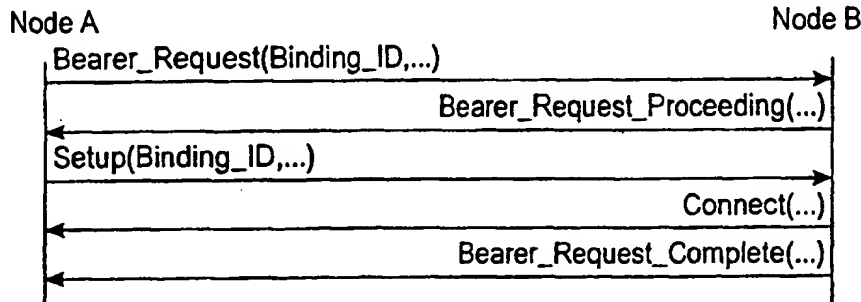 Node A
Node B
Bearer_Request(Binding_ID,...)
Bearer_Request_Proceeding(...)
Setup(Binding_ID,...)
Connect(...)
Bearer_Request_Complete(...)